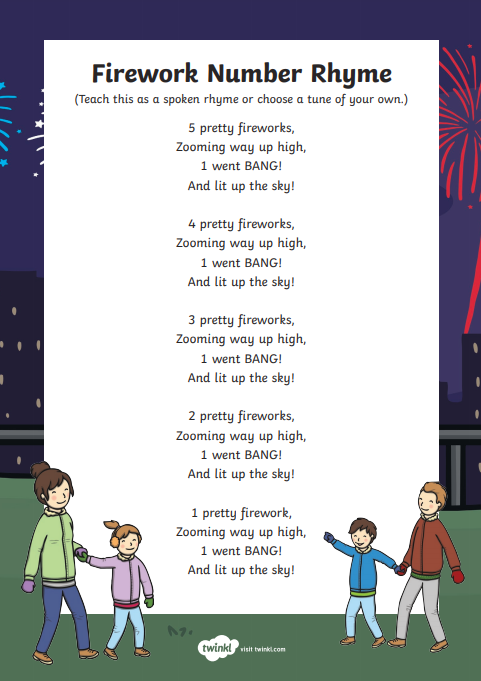 Firework Number Rhyme
(Teach this as a spoken rhyme or choose a tune of your own.)
5 pretty fireworks,
Zooming way up high,
1 went BANG!
And lit up the sky!
4 pretty fireworks,
Zooming way up high,
1 went BANG!
And lit up the sky!
3 pretty fireworks,
Zooming way up high,
1 went BANG!
And lit up the sky!
2 pretty fireworks,
Zooming way up high,
1 went BANG!
And lit up the sky!
1 pretty firework,
Zooming way up high,
1 went BANG!
And lit up the sky!
twinkl visit twinkl.com